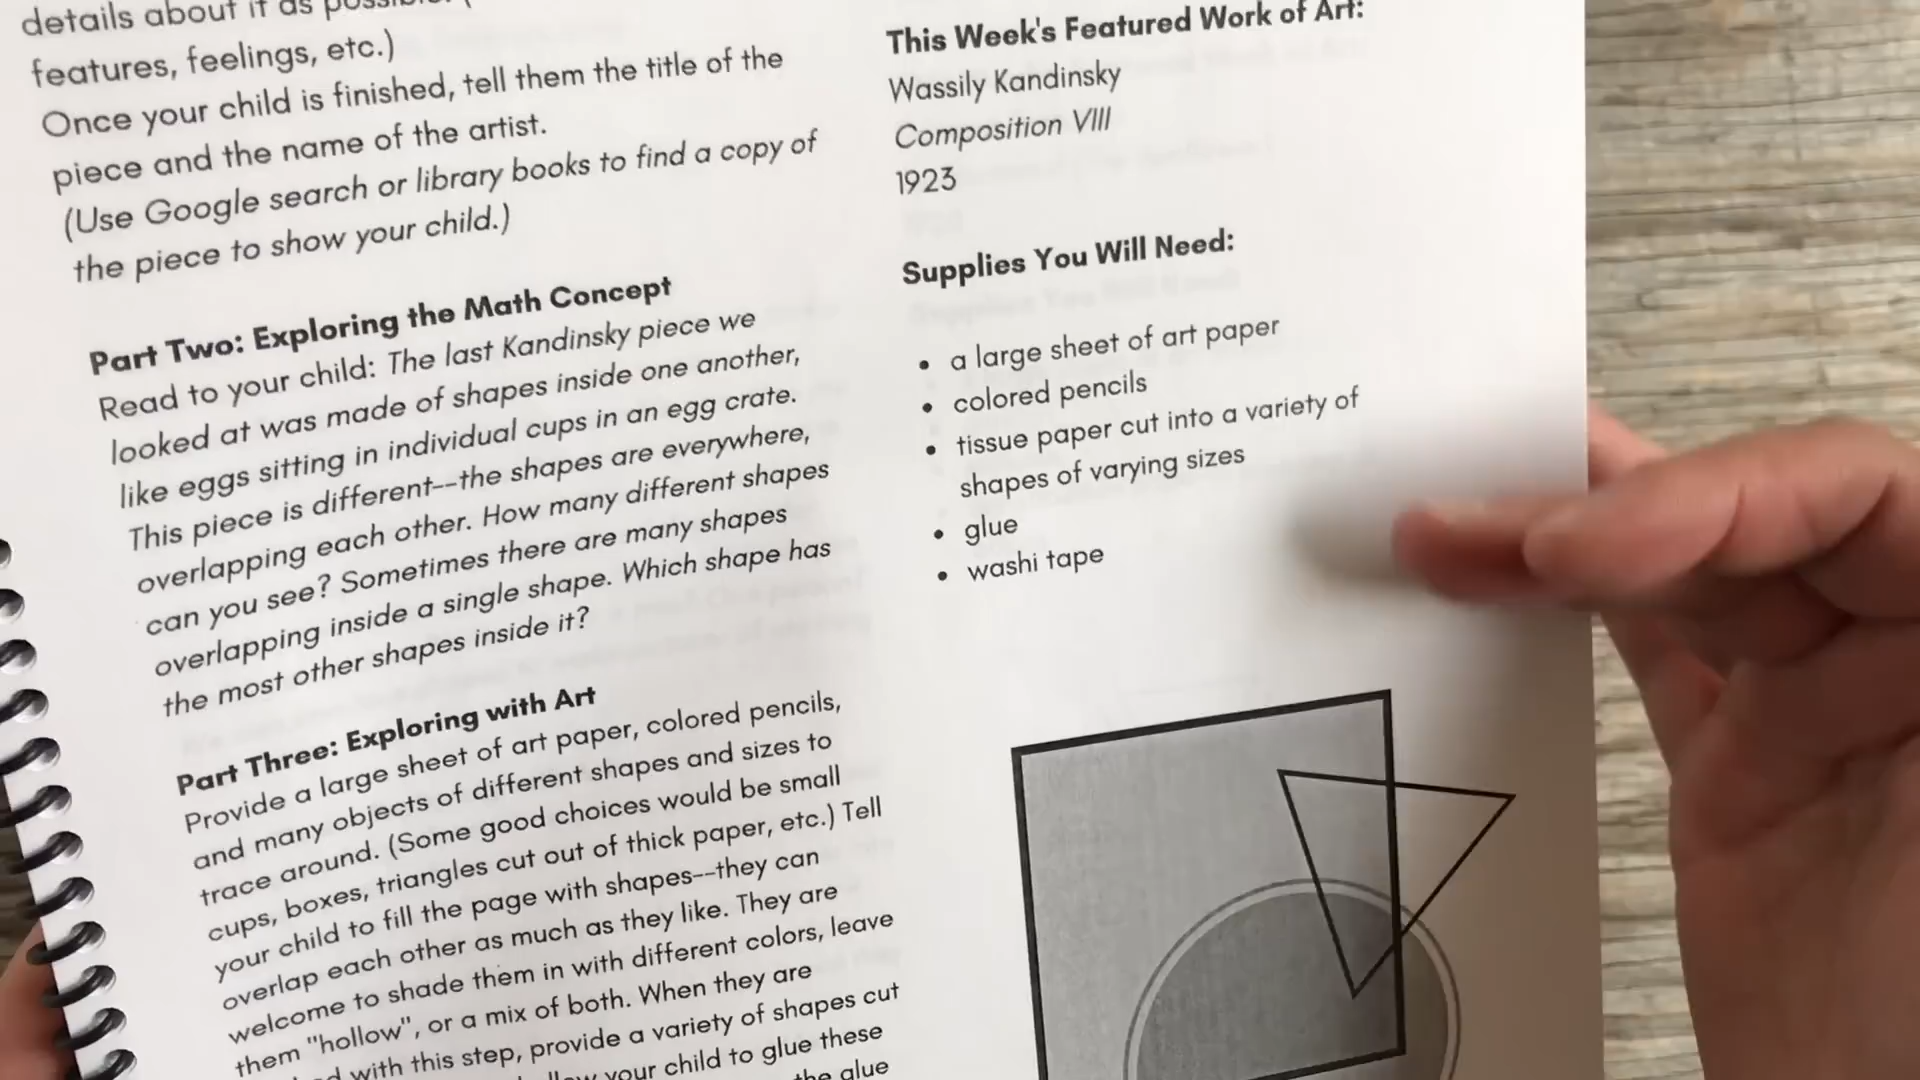 details about it as
features, feelings, etc.)
Once your child is finished, tell them the title of the
piece and the name of the artist.
(Use Google search or library books to find a copy of
the piece to show your child.)
Part Two: Exploring the Math Concept
Read to your child: The last Kandinsky piece we
looked at was made of shapes inside one another,
like eggs sitting in individual cups in an egg crate.
This piece is different--the shapes are everywhere,
overlapping each other. How many different shapes
can you see? Sometimes there are many shapes
overlapping inside a single shape. Which shape has
the most other shapes inside it?
Part Three: Exploring with Art
Provide a large sheet of art paper, colored pencils,
and many objects of different shapes and sizes to
trace around. (Some good choices would be small
cups, boxes, triangles cut out of thick paper, etc.) Tell
your child to fill the page with shapes--they can
overlap each other as much as they like. They are
welcome to shade them in with different colors, leave
them "hollow", or a mix of both. When they are
with this step, provide a variety of shapes cut
your child to glue these
the glue
This Week's Featured Work of Art:
Wassily Kandinsky
Composition VIII
1923
Supplies You Will Need:
• a large sheet of art paper
• colored pencils
• tissue paper cut into a variety of
shapes of varying sizes
• glue
• washi tape